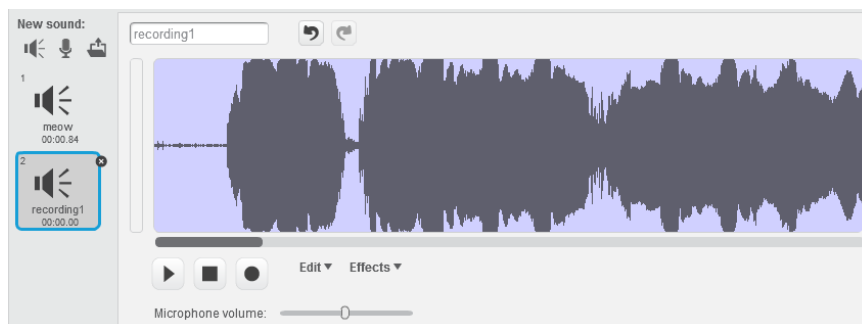 New sound:
recording1
1
meow
00:00.84
2
recording1
00:00.00
Edit ▼ Effects ▼
Microphone volume: